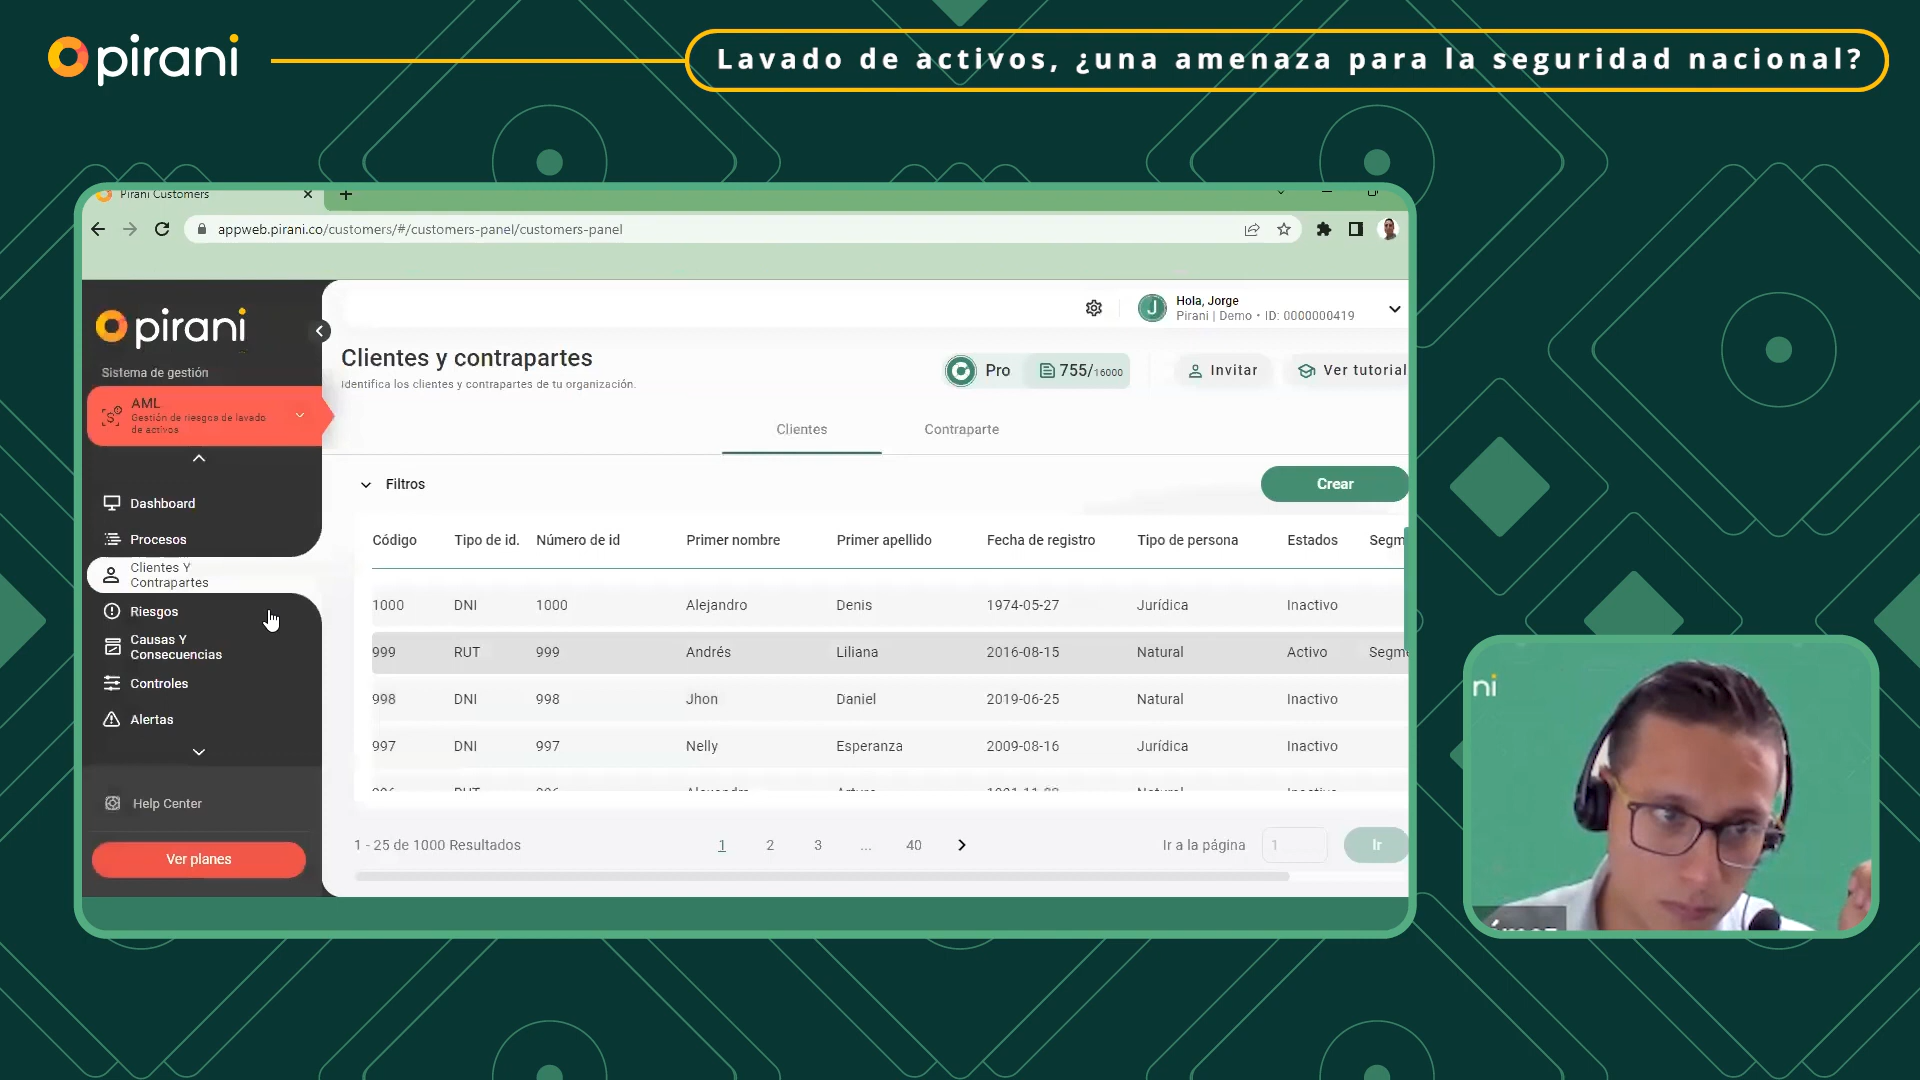 pirani
Lavado de activos, ¿una amenaza para la seguridad nacional?
Pirani Customers
appweb.pirani.co/customers/#/customers-panel/customers-panel
pirani
Sistema de gestión
AML
Gestión de riesgos de lavado
de activos
Dashboard
Procesos
Clientes Y
Contrapartes
Riesgos
Causas Y
Consecuencias
Controles
Alertas
Help Center
Ver planes
J
Hola, Jorge
Pirani | Demo • ID: 0000000419
Clientes y contrapartes
Identifica los clientes y contrapartes de tu organización.
Pro
755/16000
Invitar
Ver tutorial
Clientes
Contraparte
Filtros
Crear
Código Tipo de id. Número de id Primer nombre Primer apellido Fecha de registro Tipo de persona Estados Segm
1000 DNI 1000 Alejandro Denis 1974-05-27 Jurídica Inactivo
999 RUT 999 Andrés Liliana 2016-08-15 Natural Activo Segme
998 DNI 998 Jhon Daniel 2019-06-25 Natural Inactivo
997 DNI 997 Nelly Esperanza 2009-08-16 Jurídica Inactivo
1 - 25 de 1000 Resultados
1 2 3 ... 40
Ir a la página
1
Ir
ni